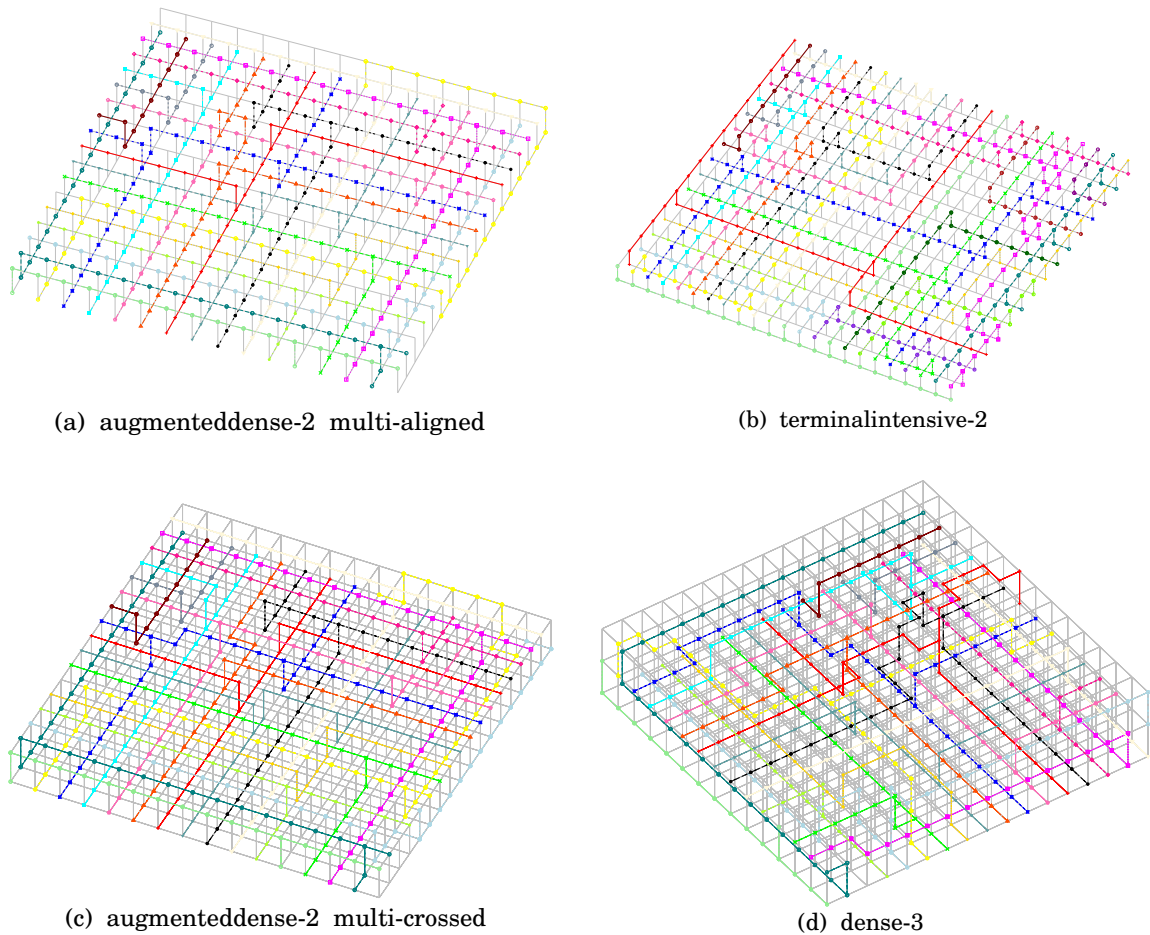 (a) augmenteddense-2 multi-aligned
(b) terminalintensive-2
(c) augmenteddense-2 multi-crossed
(d) dense-3